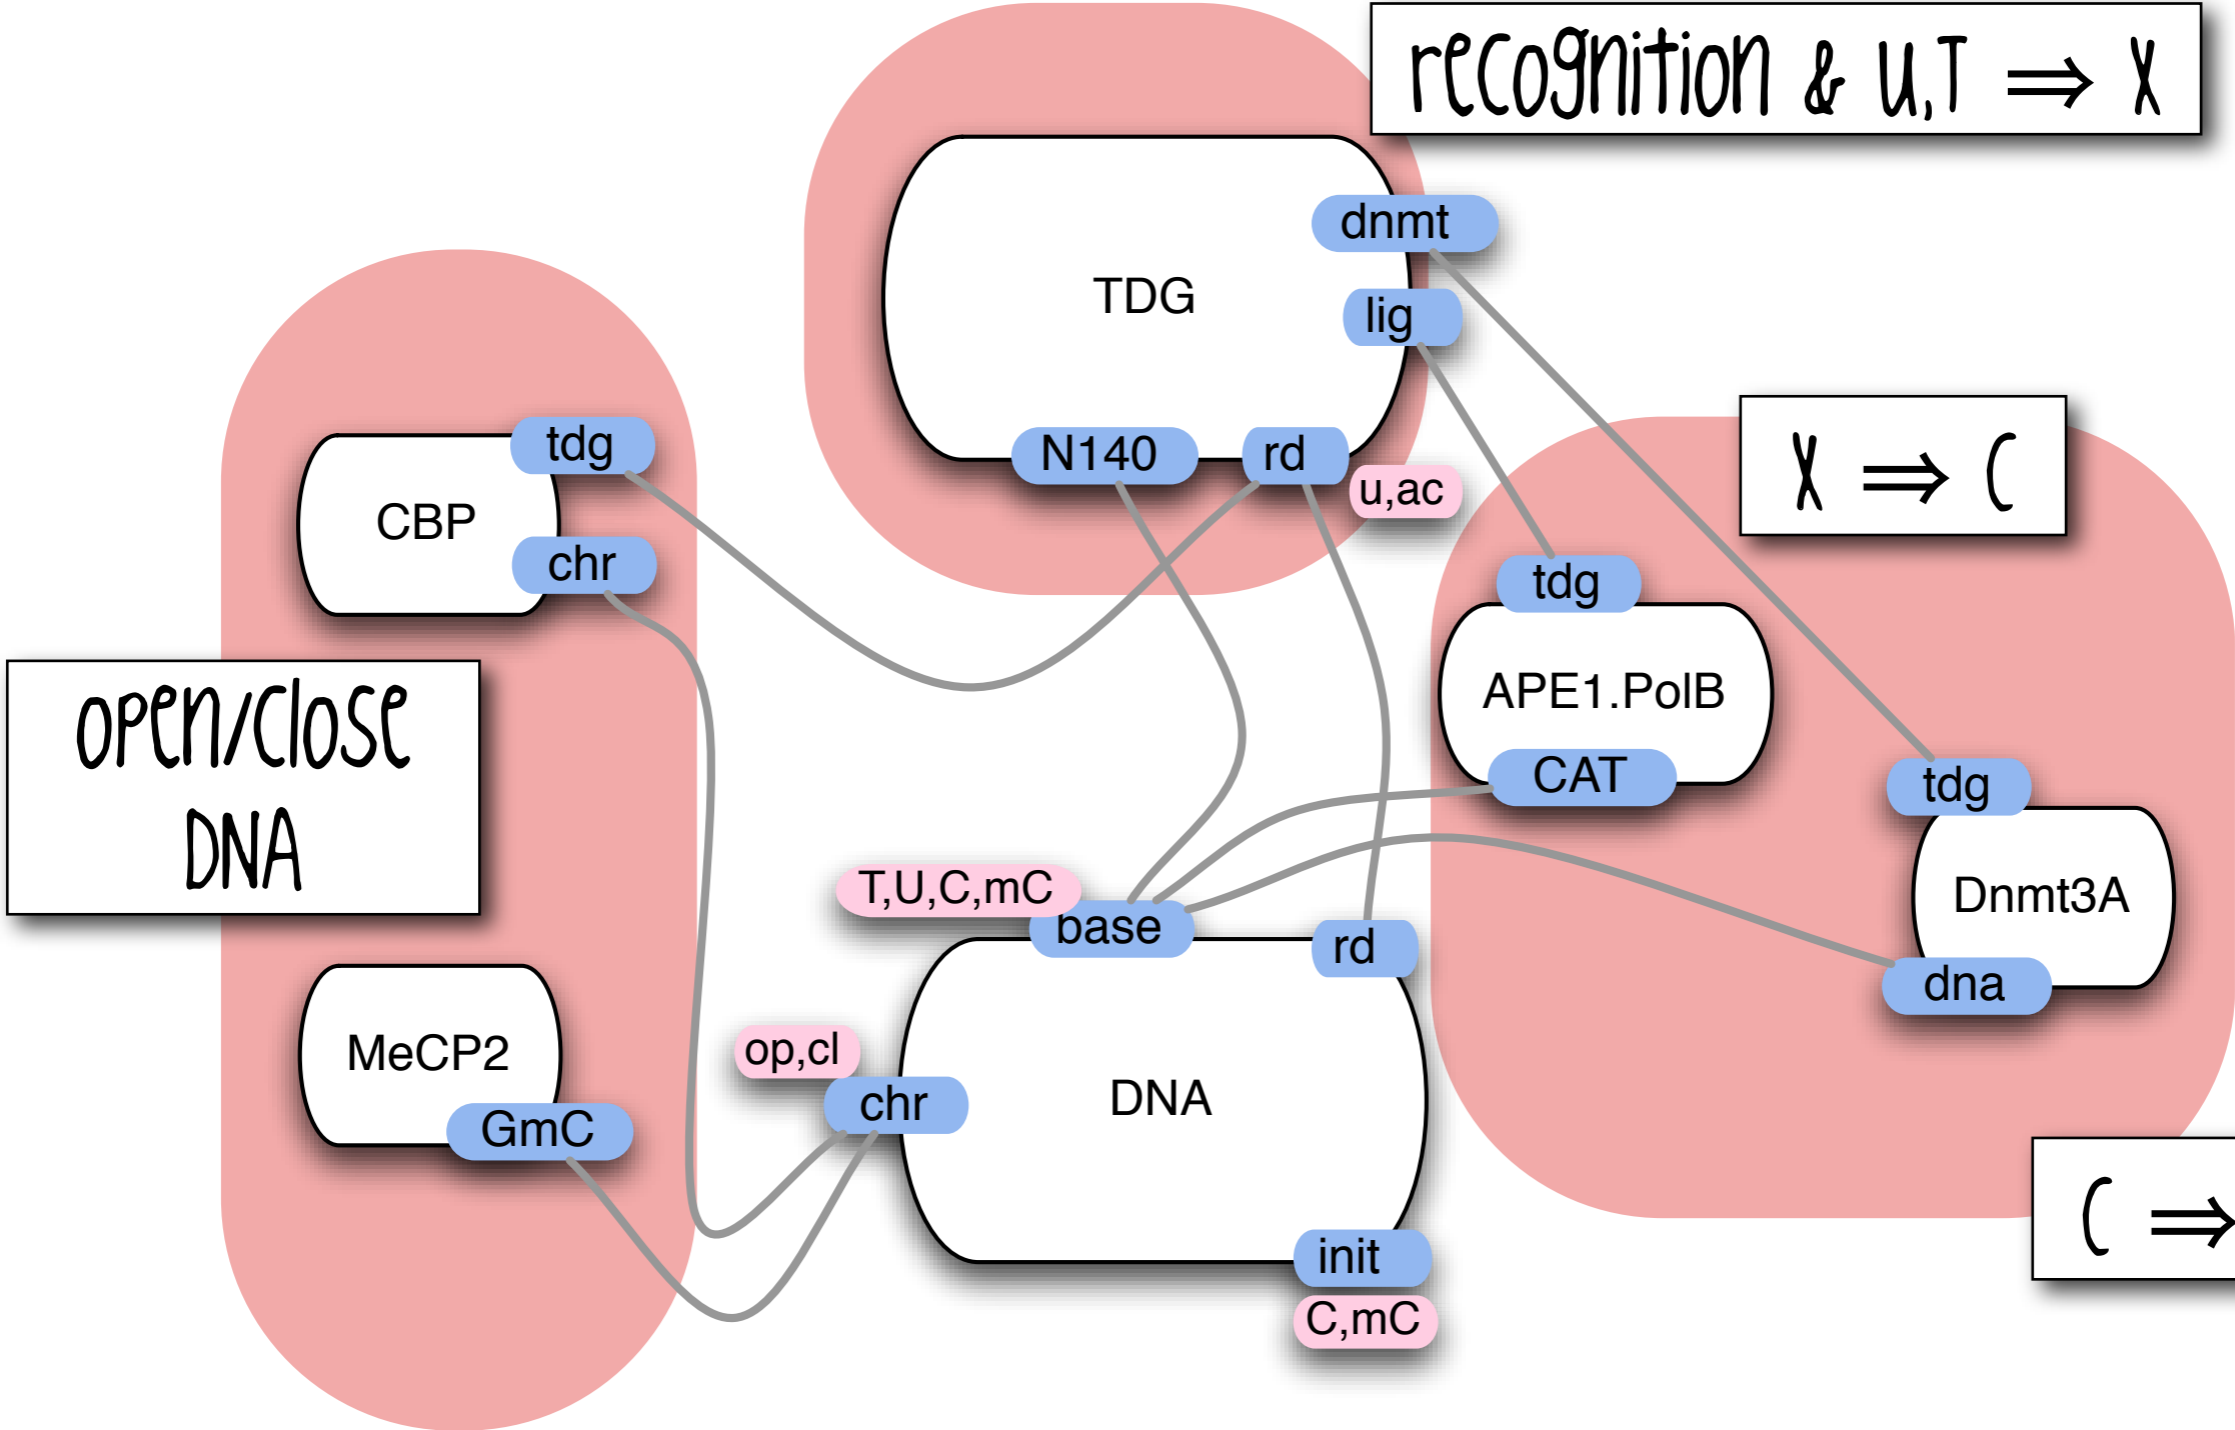 recognition & U,T ⇒ X
dnmt
TDG
lig
N140
rd
u,ac
tdg
CBP
chr
X ⇒ C
tdg
APE1.PolB
CAT
open/close
DNA
tdg
Dnmt3A
dna
T,U,C,mC
base
rd
MeCP2
GmC
op,cl
chr
DNA
C ⇒
init
C,mC